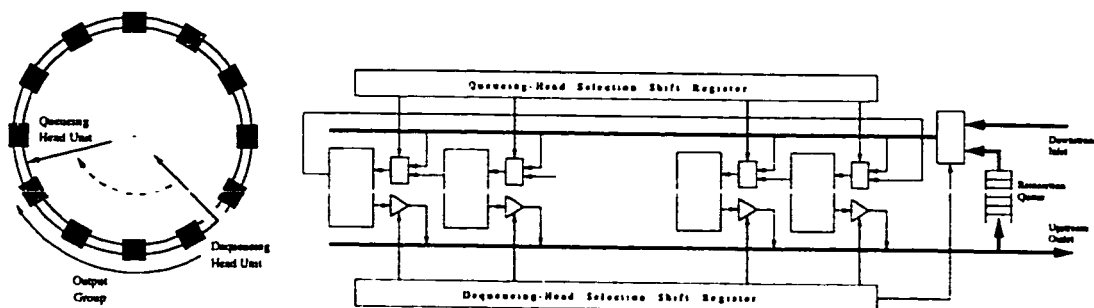 Queueing
Head Unit
Dequeueing
Head Unit
Output
Group
Queueing-Head Selection Shift Register
Downstream
Inlet
Reinsertion
Queue
Upstream
Outlet
Dequeueing-Head Selection Shift Register